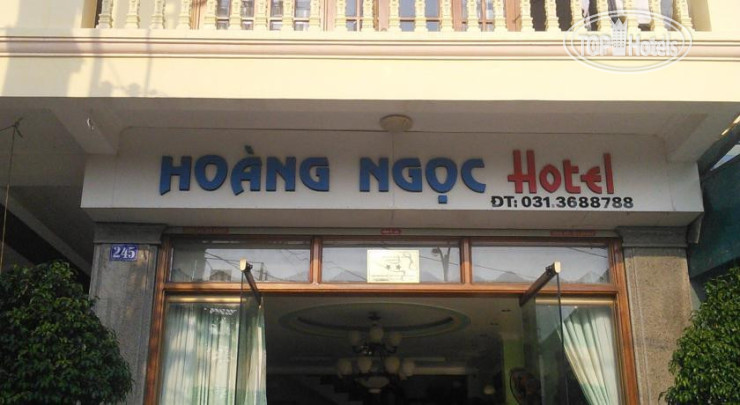 TOP Hotels
HOÀNG NGỌC Hotel
ĐT: 031.3688788
245